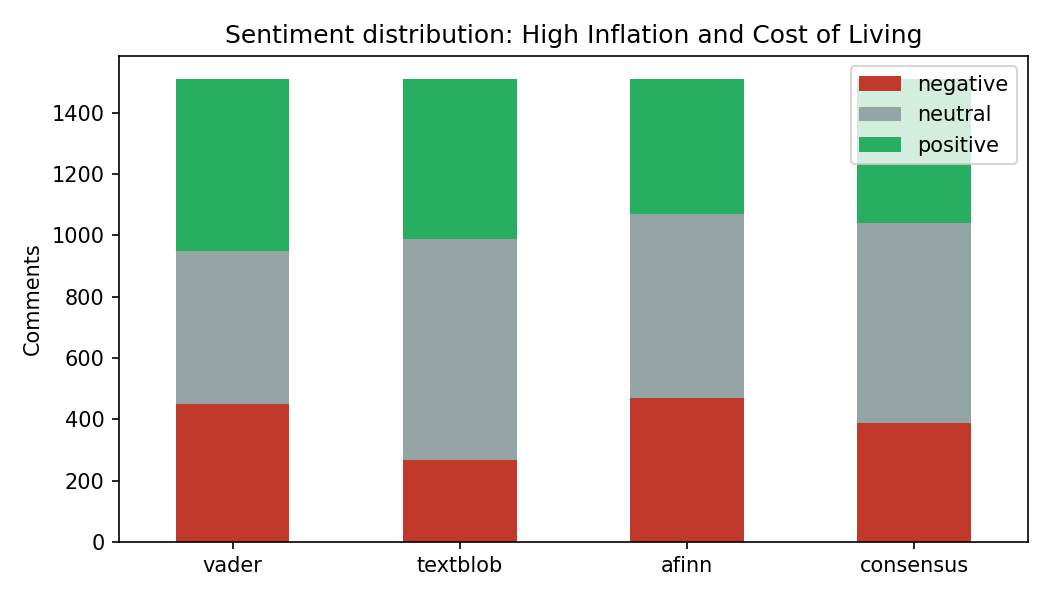 Sentiment distribution: High Inflation and Cost of Living
negative
neutral
positive
Comments
1400
1200
1000
800
600
400
200
0
vader textblob afinn consensus